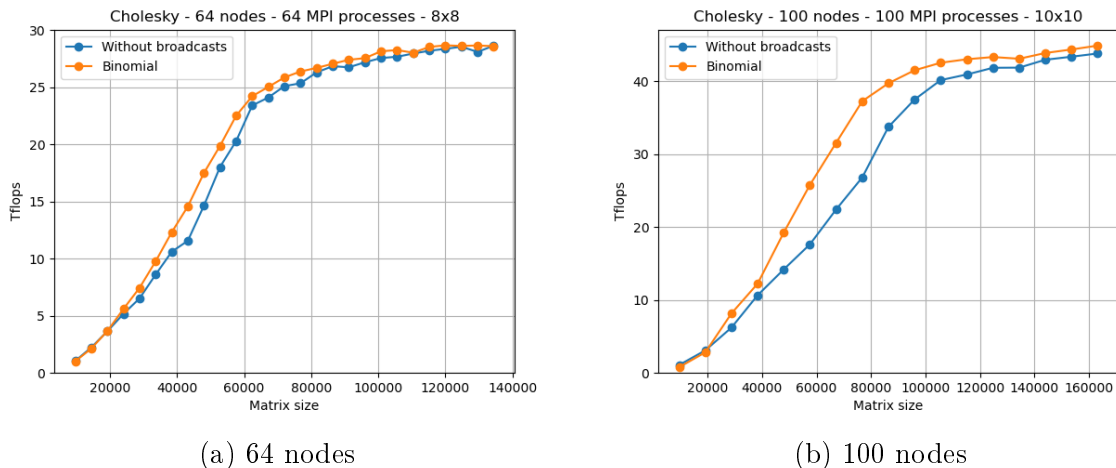 Cholesky - 64 nodes - 64 MPI processes - 8x8
30
25
20
15
10
5
0
Tflops
Without broadcasts
Binomial
20000 40000 60000 80000 100000 120000 140000
Matrix size
(a) 64 nodes
Cholesky - 100 nodes - 100 MPI processes - 10x10
40
30
20
10
0
Tflops
Without broadcasts
Binomial
20000 40000 60000 80000 100000 120000 140000 160000
Matrix size
(b) 100 nodes